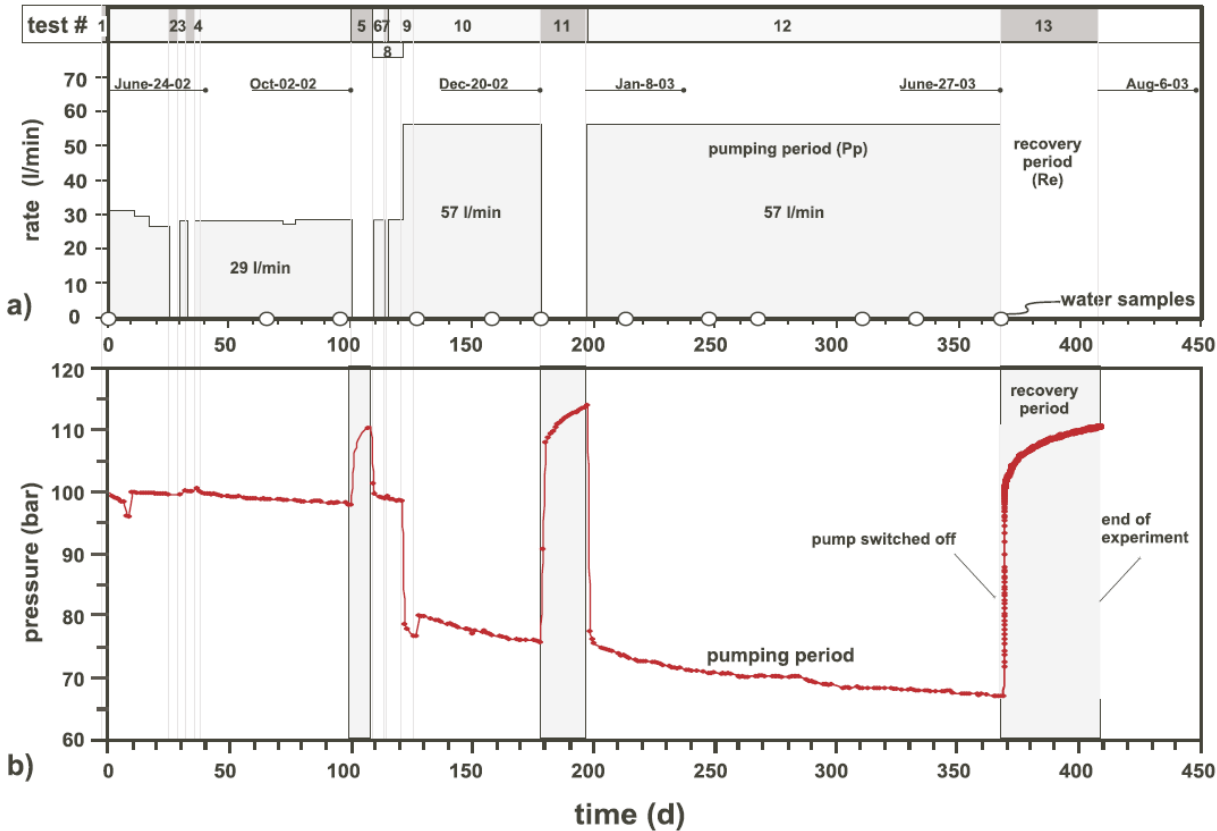 test # 1 2 3 4 5 6 7 9 10 11 12 13
8
70 June-24-02 Oct-02-02 Dec-20-02 Jan-8-03 June-27-03 Aug-6-03
60
50 pumping period (Pp) recovery
period
(Re)
40
30 57 l/min 57 l/min
20
29 l/min
10
0
rate (l/min)
a)
water samples
0 50 100 150 200 250 300 350 400 450
120
110
100
90
80
70
60
pressure (bar)
b)
recovery
period
pump switched off
end of
experiment
pumping period
0 50 100 150 200 250 300 350 400 450
time (d)